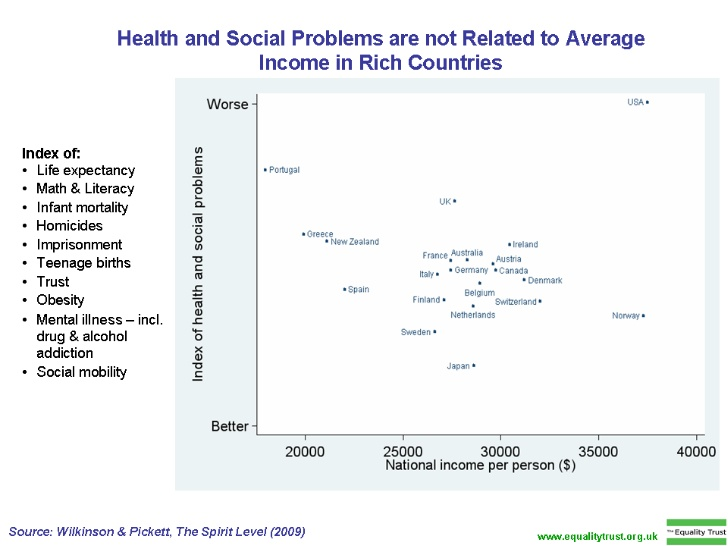 Health and Social Problems are not Related to Average
Income in Rich Countries
Index of:
• Life expectancy
• Math & Literacy
• Infant mortality
• Homicides
• Imprisonment
• Teenage births
• Trust
• Obesity
• Mental illness – incl.
drug & alcohol
addiction
• Social mobility
Index of health and social problems
Worse
Better
USA
Portugal
UK
Greece
New Zealand
Ireland
France
Australia
Austria
Italy
Germany
Canada
Denmark
Spain
Belgium
Finland
Switzerland
Netherlands
Norway
Sweden
Japan
20000 25000 30000 35000 40000
National income per person ($)
Source: Wilkinson & Pickett, The Spirit Level (2009)
www.equalitytrust.org.uk
The Equality Trust